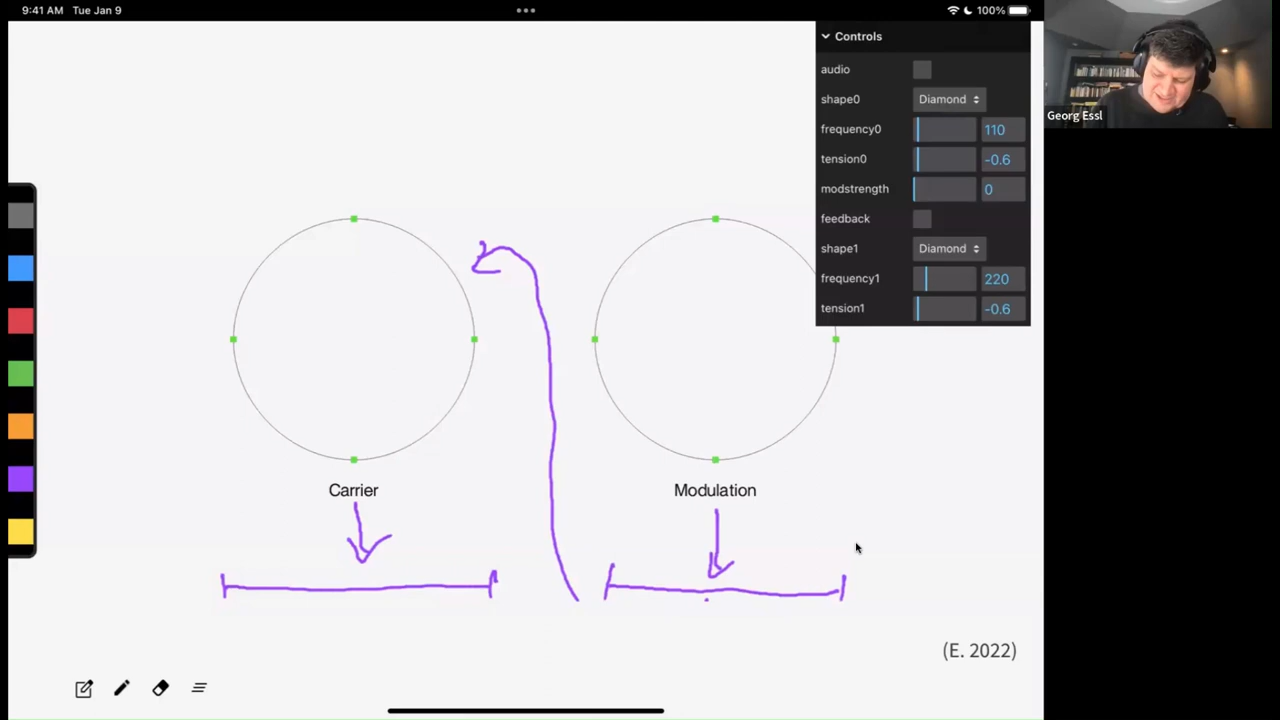 9:41 AM Tue Jan 9
100%
Controls
audio
shape0 Diamond
frequency0 110
tension0 -0.6
modstrength 0
feedback
shape1 Diamond
frequency1 220
tension1 -0.6
Georg Essl
Carrier
Modulation
(E. 2022)